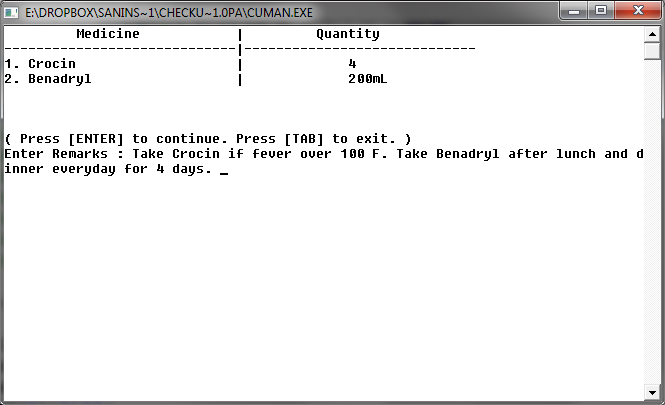 E:\DROPBOX\SANINS~1\CHECKU~1.0PA\CUMAN.EXE
Medicine | Quantity
-----------------------------|-----------------------------
1. Crocin | 4
2. Benadryl | 200mL
( Press [ENTER] to continue. Press [TAB] to exit. )
Enter Remarks : Take Crocin if fever over 100 F. Take Benadryl after lunch and d
inner everyday for 4 days. _